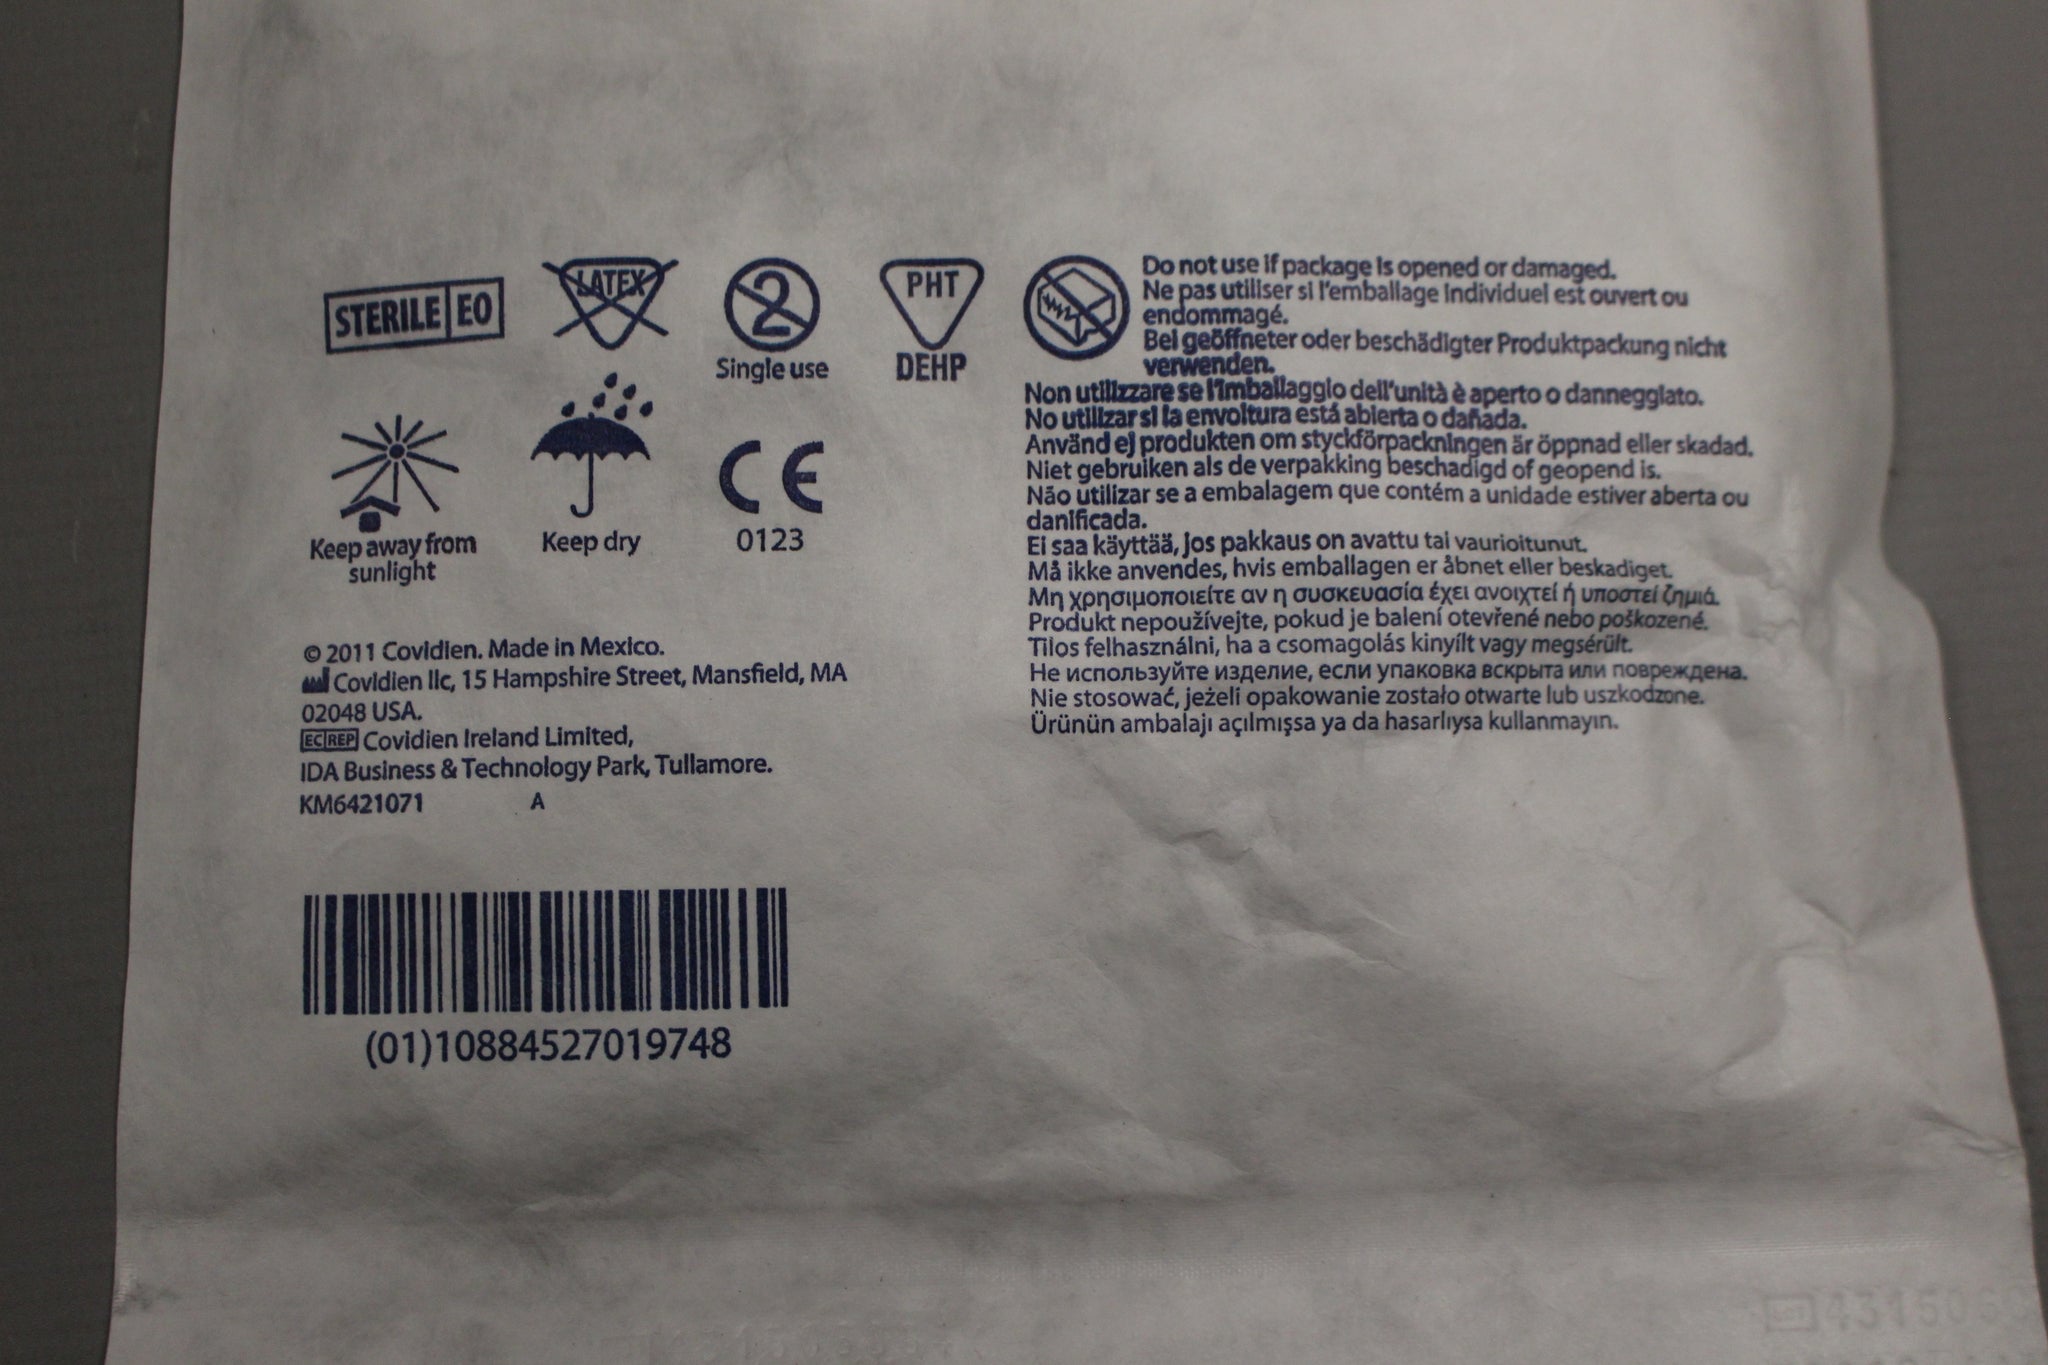 STERILE EO
LATEX
2
Single use
PHT
DEHP
Keep away from
sunlight
Keep dry
CE
0123
© 2011 Covidien. Made in Mexico.
Covidien llc, 15 Hampshire Street, Mansfield, MA
02048 USA.
EC REP Covidien Ireland Limited,
IDA Business & Technology Park, Tullamore.
KM6421071 A
(01)10884527019748
Do not use if package is opened or damaged.
Ne pas utiliser si l'emballage individuel est ouvert ou
endommagé.
Bei geöffneter oder beschädigter Produktpackung nicht
verwenden.
Non utilizzare se l'imballaggio dell'unità è aperto o danneggiato.
No utilizar si la envoltura está abierta o dañada.
Använd ej produkten om styckförpackningen är öppnad eller skadad.
Niet gebruiken als de verpakking beschadigd of geopend is.
Não utilizar se a embalagem que contém a unidade estiver aberta ou
danificada.
Ei saa käyttää, jos pakkaus on avattu tai vaurioitunut.
Må ikke anvendes, hvis emballagen er åbnet eller beskadiget.
Μη χρησιμοποιείτε αν η συσκευασία έχει ανοιχτεί ή υποστεί ζημιά.
Produkt nepoužívejte, pokud je balení otevřené nebo poškozené.
Tilos felhasználni, ha a csomagolás kinyílt vagy megsérült.
Не используйте изделие, если упаковка вскрыта или повреждена.
Nie stosować, jeżeli opakowanie zostało otwarte lub uszkodzone.
Ürünün ambalajı açılmışsa ya da hasarlıysa kullanmayın.